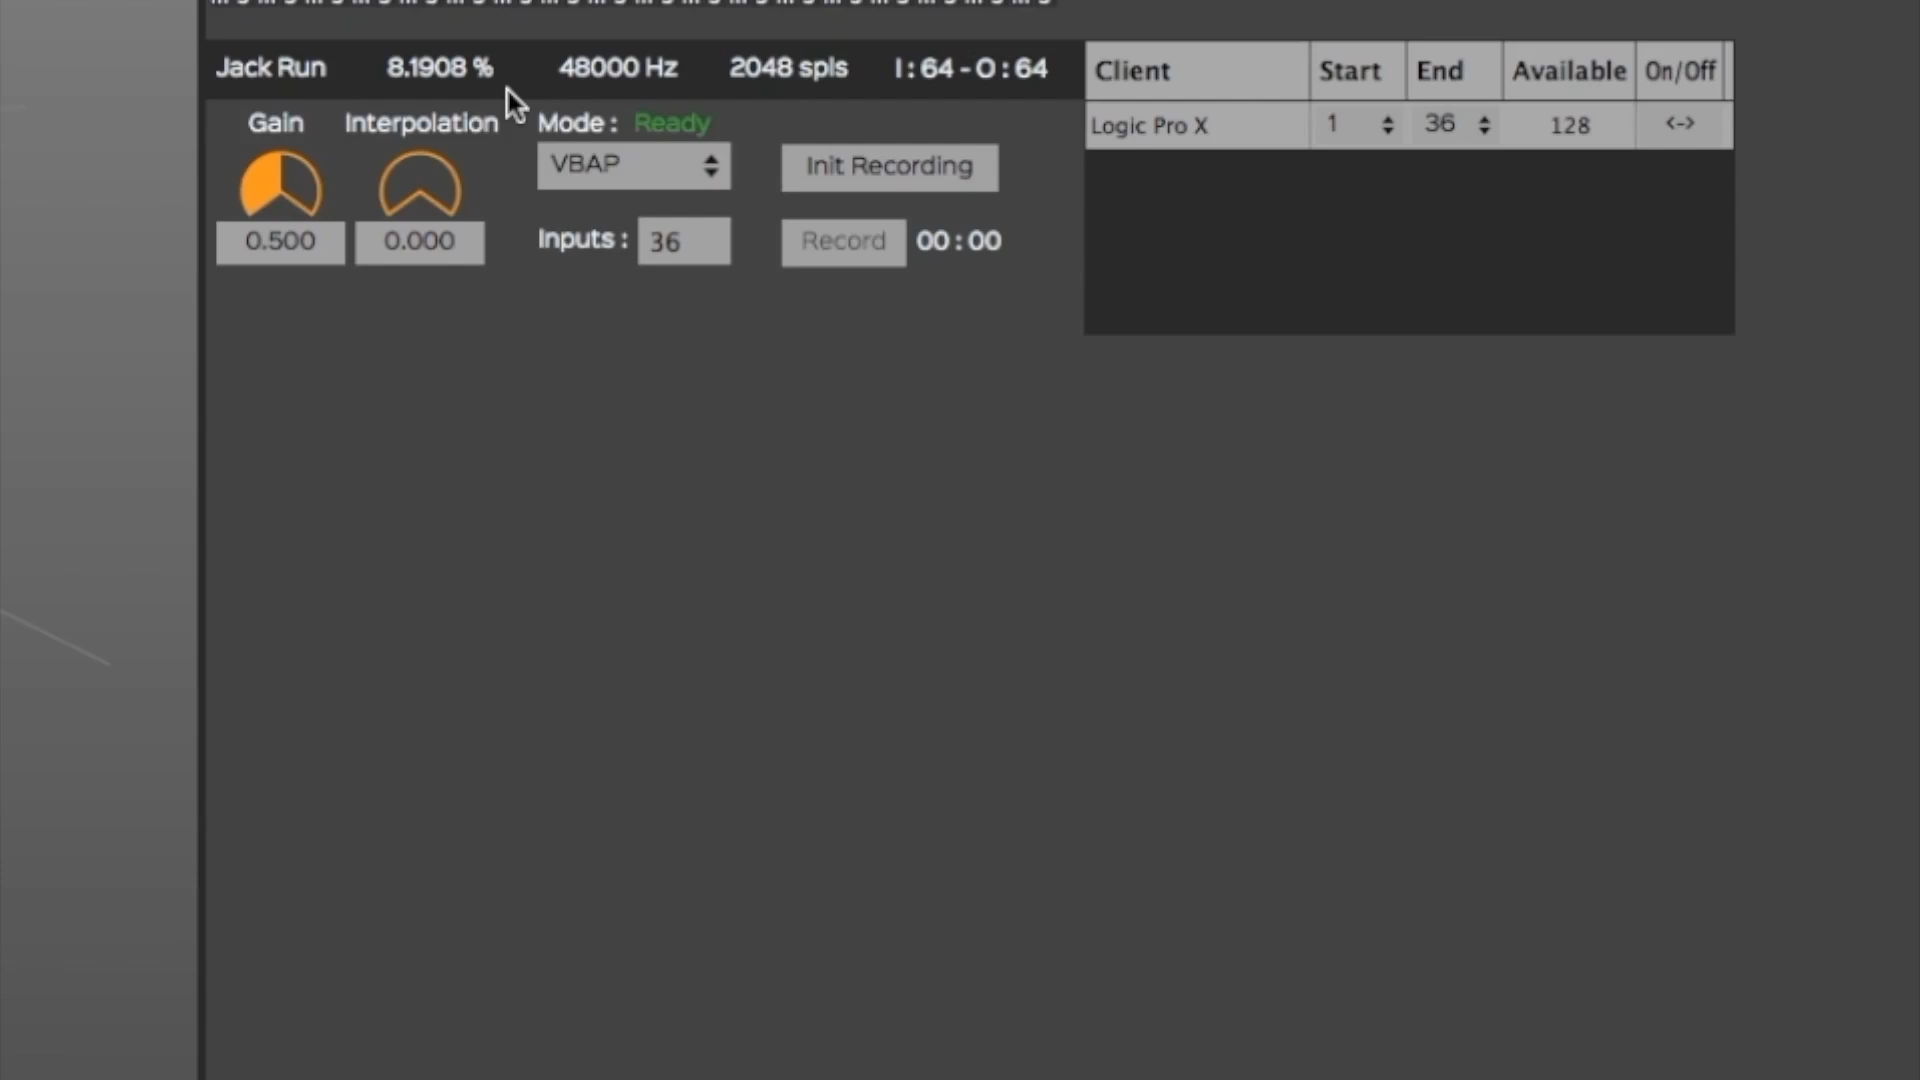 Jack Run 8.1908 % 48000 Hz 2048 spls I : 64 - O : 64
Client Start End Available On/Off
Gain Interpolation Mode : Ready
Logic Pro X 1 36 128 <->
VBAP Init Recording
0.500 0.000 Inputs : 36 Record 00 : 00